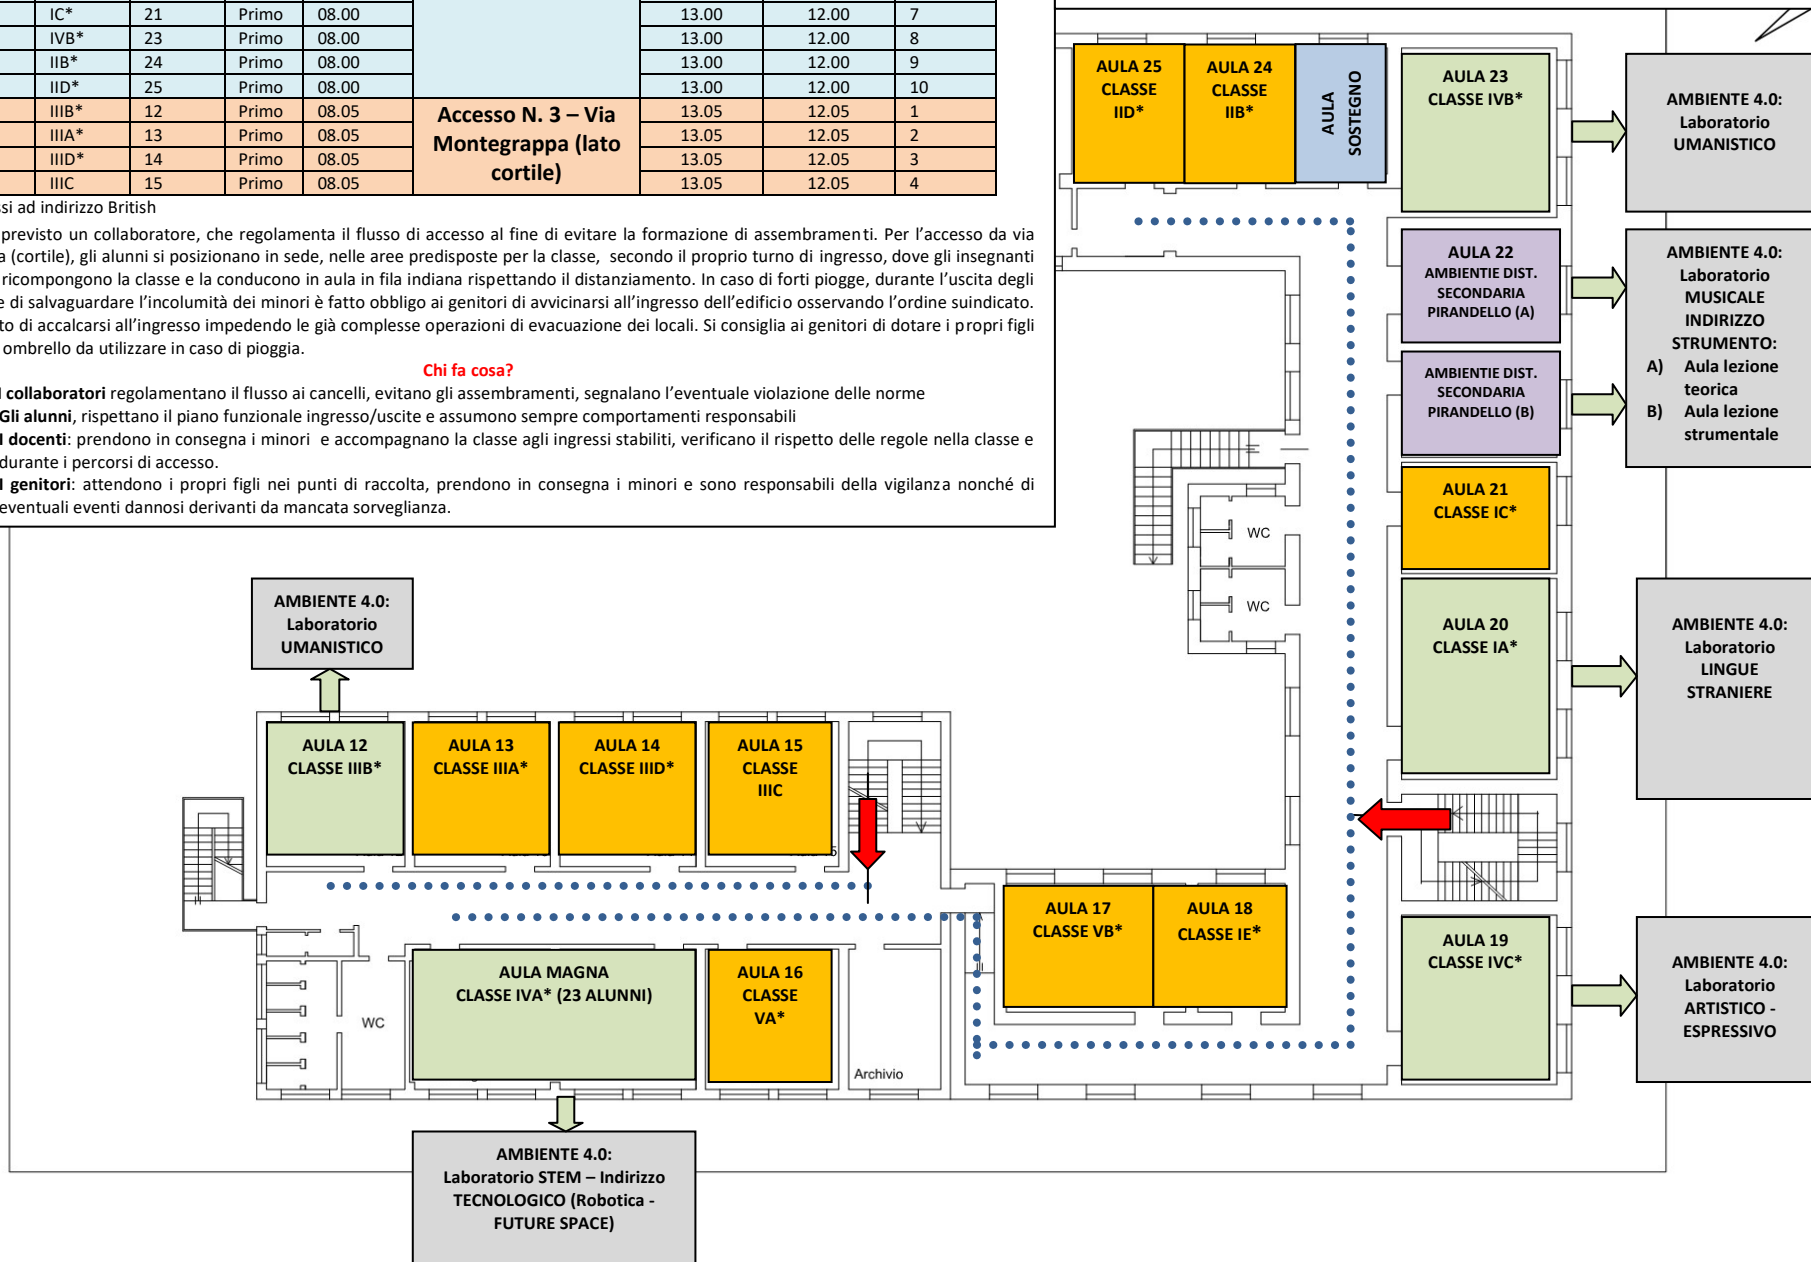 IC* 21 Primo 08.00 13.00 12.00 7
IVB* 23 Primo 08.00 13.00 12.00 8
IIB* 24 Primo 08.00 13.00 12.00 9
IID* 25 Primo 08.00 13.00 12.00 10
IIIB* 12 Primo 08.05 13.05 12.05 1
IIIA* 13 Primo 08.05 13.05 12.05 2
IIID* 14 Primo 08.05 13.05 12.05 3
IIIC 15 Primo 08.05 13.05 12.05 4
Accesso N. 3 – Via
Montegrappa (lato
cortile)
ssi ad indirizzo British
previsto un collaboratore, che regolamenta il flusso di accesso al fine di evitare la formazione di assembramenti. Per l'accesso da via
a (cortile), gli alunni si posizionano in sede, nelle aree predisposte per la classe, secondo il proprio turno di ingresso, dove gli insegnanti
ricompongono la classe e la conducono in aula in fila indiana rispettando il distanziamento. In caso di forti piogge, durante l'uscita degli
e di salvaguardare l'incolumità dei minori è fatto obbligo ai genitori di avvicinarsi all'ingresso dell'edificio osservando l'ordine suindicato.
to di accalcarsi all'ingresso impedendo le già complesse operazioni di evacuazione dei locali. Si consiglia ai genitori di dotare i propri figli
ombrello da utilizzare in caso di pioggia.
Chi fa cosa?
I collaboratori regolamentano il flusso ai cancelli, evitano gli assembramenti, segnalano l'eventuale violazione delle norme
Gli alunni, rispettano il piano funzionale ingresso/uscite e assumono sempre comportamenti responsabili
I docenti: prendono in consegna i minori e accompagnano la classe agli ingressi stabiliti, verificano il rispetto delle regole nella classe e
durante i percorsi di accesso.
I genitori: attendono i propri figli nei punti di raccolta, prendono in consegna i minori e sono responsabili della vigilanza nonché di
eventuali eventi dannosi derivanti da mancata sorveglianza.
AULA 25
CLASSE
IID*
AULA 24
CLASSE
IIB*
AULA
SOSTEGNO
AULA 23
CLASSE IVB*
AMBIENTE 4.0:
Laboratorio
UMANISTICO
AULA 22
AMBIENTIE DIST.
SECONDARIA
PIRANDELLO (A)
AMBIENTIE DIST.
SECONDARIA
PIRANDELLO (B)
AMBIENTE 4.0:
Laboratorio
MUSICALE
INDIRIZZO
STRUMENTO:
A) Aula lezione
teorica
B) Aula lezione
strumentale
AULA 21
CLASSE IC*
WC
WC
AULA 20
CLASSE IA*
AMBIENTE 4.0:
Laboratorio
LINGUE
STRANIERE
AMBIENTE 4.0:
Laboratorio
UMANISTICO
AULA 12
CLASSE IIIB*
AULA 13
CLASSE IIIA*
AULA 14
CLASSE IIID*
AULA 15
CLASSE
IIIC
AULA 17
CLASSE VB*
AULA 18
CLASSE IE*
AULA 19
CLASSE IVC*
AMBIENTE 4.0:
Laboratorio
ARTISTICO -
ESPRESSIVO
WC
AULA MAGNA
CLASSE IVA* (23 ALUNNI)
AULA 16
CLASSE
VA*
Archivio
AMBIENTE 4.0:
Laboratorio STEM – Indirizzo
TECNOLOGICO (Robotica -
FUTURE SPACE)